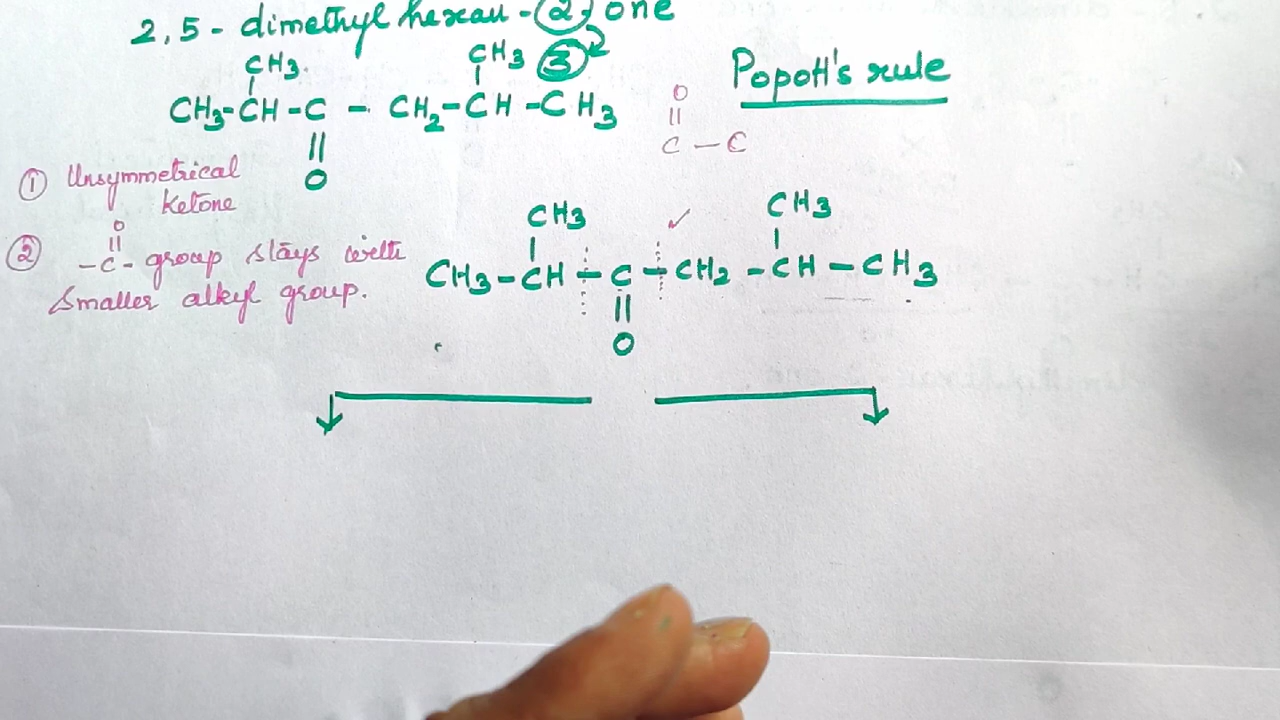 2,5 - dimethyl hexan - 2, one
CH3 CH3 3
CH3-CH-C - CH2-CH-CH3
||
O
Popoff's rule
O
||
C - C
① Unsymmetrical
Ketone
O
||
② -C- group stays with
smaller alkyl group.
CH3 ✓ CH3
| |
CH3-CH-C-CH2-CH-CH3
||
O